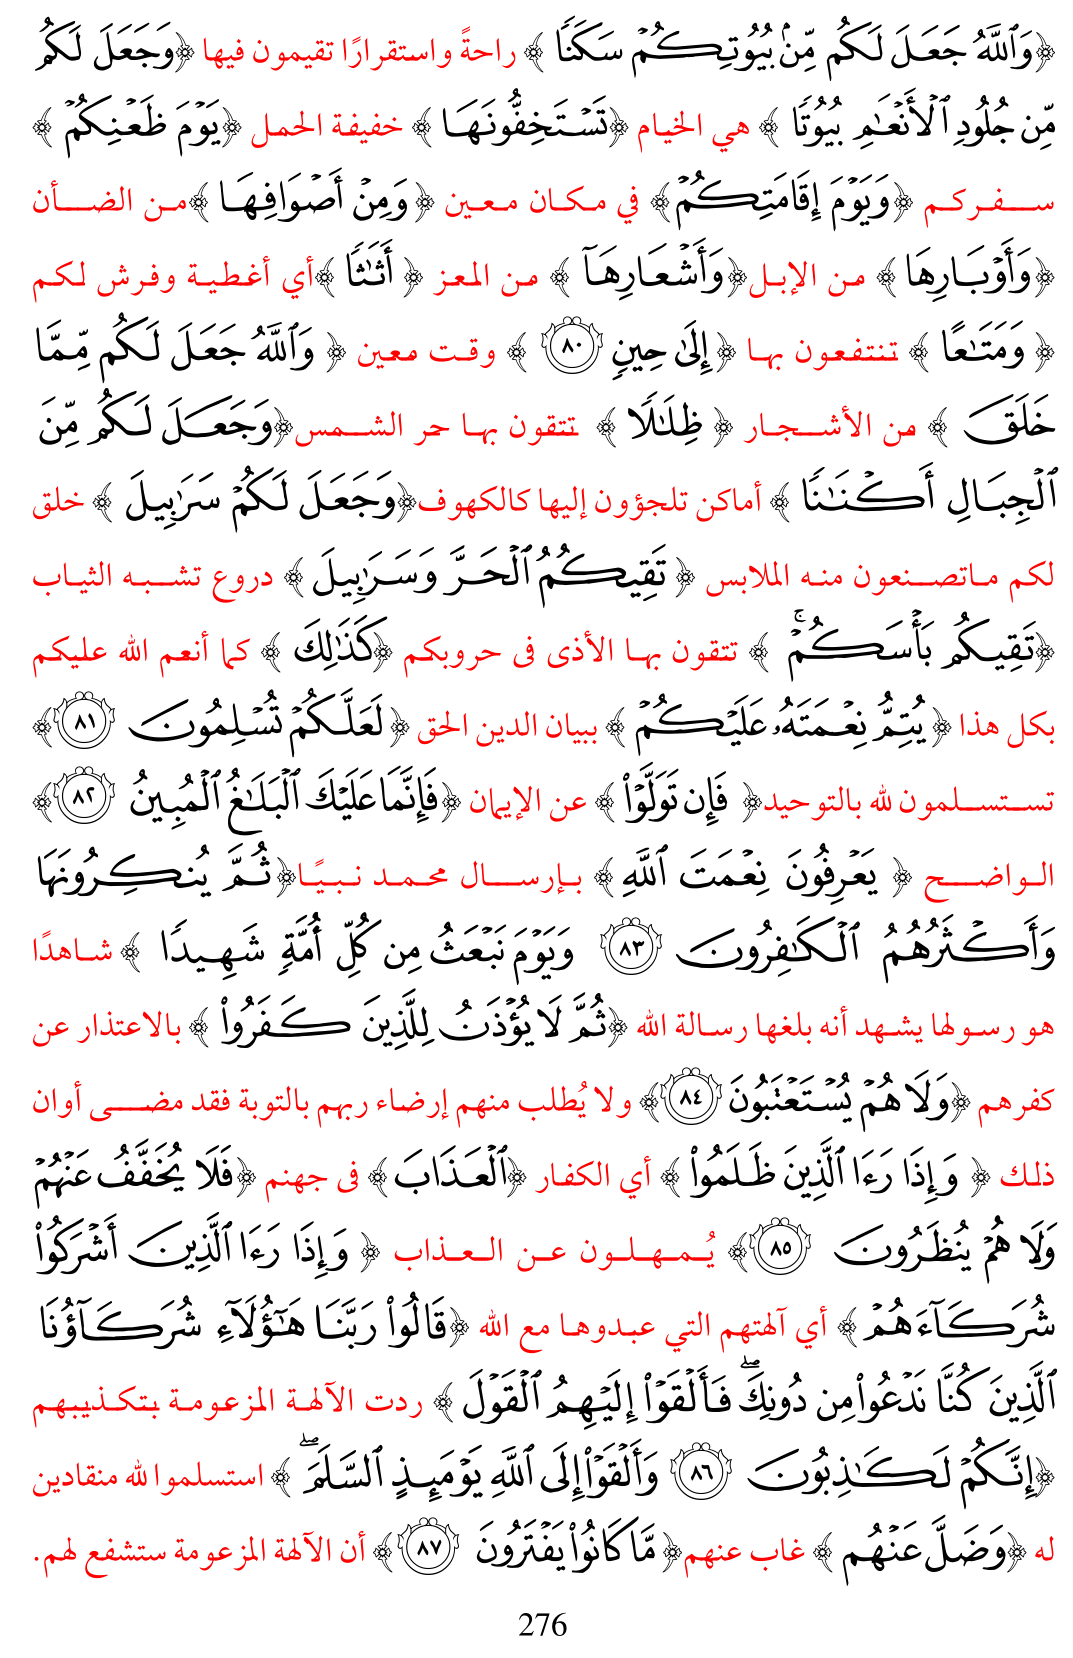 ﴿وَٱللَّهُ جَعَلَ لَكُم مِّنۢ بُيُوتِكُمۡ سَكَنٗا ﴾ راحةً واستقرارًا تقيمون فيها ﴿وَجَعَلَ لَكُم
مِّن جُلُودِ ٱلۡأَنۡعَٰمِ بُيُوتٗا ﴾ هي الخيام ﴿تَسۡتَخِفُّونَهَا ﴾ خفيفة الحمل ﴿يَوۡمَ ظَعۡنِكُمۡ ﴾
سفركم ﴿وَيَوۡمَ إِقَامَتِكُمۡ﴾ في مكان معين ﴿وَمِنۡ أَصۡوَافِهَا ﴾من الضأن
﴿وَأَوۡبَارِهَا ﴾ من الإبل﴿وَأَشۡعَارِهَآ ﴾ من المعز ﴿ أَثَٰثٗا ﴾أي أغطية وفرش لكم
﴿ وَمَتَٰعًا ﴾ تنتفعون بها ﴿إِلَىٰ حِينٖ ٨٠ ﴾ وقت معين ﴿ وَٱللَّهُ جَعَلَ لَكُم مِّمَّا
خَلَقَ ﴾ من الأشجار ﴿ ظِلَٰلٗا ﴾ تتقون بها حر الشمس﴿وَجَعَلَ لَكُم مِّنَ
ٱلۡجِبَالِ أَكۡنَٰنٗا ﴾ أماكن تلجؤون إليها كالكهوف﴿وَجَعَلَ لَكُمۡ سَرَٰبِيلَ ﴾ خلق
لكم ماتصنعون منه الملابس ﴿ تَقِيكُمُ ٱلۡحَرَّ وَسَرَٰبِيلَ ﴾ دروع تشبه الثياب
﴿تَقِيكُم بَأۡسَكُمۡۚ ﴾ تتقون بها الأذى فى حروبكم ﴿كَذَٰلِكَ ﴾ كما أنعم الله عليكم
بكل هذا ﴿يُتِمُّ نِعۡمَتَهُۥ عَلَيۡكُمۡ ﴾ ببيان الدين الحق ﴿لَعَلَّكُمۡ تُسۡلِمُونَ ٨١﴾
تستسلمون لله بالتوحيد﴿ فَإِن تَوَلَّوۡاْ ﴾ عن الإيمان ﴿فَإِنَّمَا عَلَيۡكَ ٱلۡبَلَٰغُ ٱلۡمُبِينُ ٨٢﴾
الواضح ﴿ يَعۡرِفُونَ نِعۡمَتَ ٱللَّهِ ﴾ بإرسال محمد نبيًا﴿ثُمَّ يُنكِرُونَهَا
وَأَكۡثَرُهُمُ ٱلۡكَٰفِرُونَ ٨٣ وَيَوۡمَ نَبۡعَثُ مِن كُلِّ أُمَّةٖ شَهِيدٗا ﴾ شاهدًا
هو رسولها يشهد أنه بلغها رسالة الله ﴿ثُمَّ لَا يُؤۡذَنُ لِلَّذِينَ كَفَرُواْ ﴾ بالاعتذار عن
كفرهم ﴿وَلَا هُمۡ يُسۡتَعۡتَبُونَ ٨٤﴾ ولا يُطلب منهم إرضاء ربهم بالتوبة فقد مضى أوان
ذلك ﴿ وَإِذَا رَءَا ٱلَّذِينَ ظَلَمُواْ ﴾ أي الكفار ﴿ٱلۡعَذَابَ ﴾ فى جهنم ﴿فَلَا يُخَفَّفُ عَنۡهُمۡ
وَلَا هُمۡ يُنظَرُونَ ٨٥﴾ يُمهلون عن العذاب ﴿ وَإِذَا رَءَا ٱلَّذِينَ أَشۡرَكُواْ
شُرَكَآءَهُمۡ ﴾ أي آلهتهم التي عبدوها مع الله ﴿قَالُواْ رَبَّنَا هَٰٓؤُلَآءِ شُرَكَآؤُنَا
ٱلَّذِينَ كُنَّا نَدۡعُواْ مِن دُونِكَۖ فَأَلۡقَوۡاْ إِلَيۡهِمُ ٱلۡقَوۡلَ ﴾ ردت الآلهة المزعومة بتكذيبهم
﴿إِنَّكُمۡ لَكَٰذِبُونَ ٨٦ وَأَلۡقَوۡاْ إِلَى ٱللَّهِ يَوۡمَئِذٍ ٱلسَّلَمَۖ ﴾ استسلموا لله منقادين
له ﴿وَضَلَّ عَنۡهُم ﴾ غاب عنهم﴿مَّا كَانُواْ يَفۡتَرُونَ ٨٧﴾ أن الآلهة المزعومة ستشفع لهم.
276